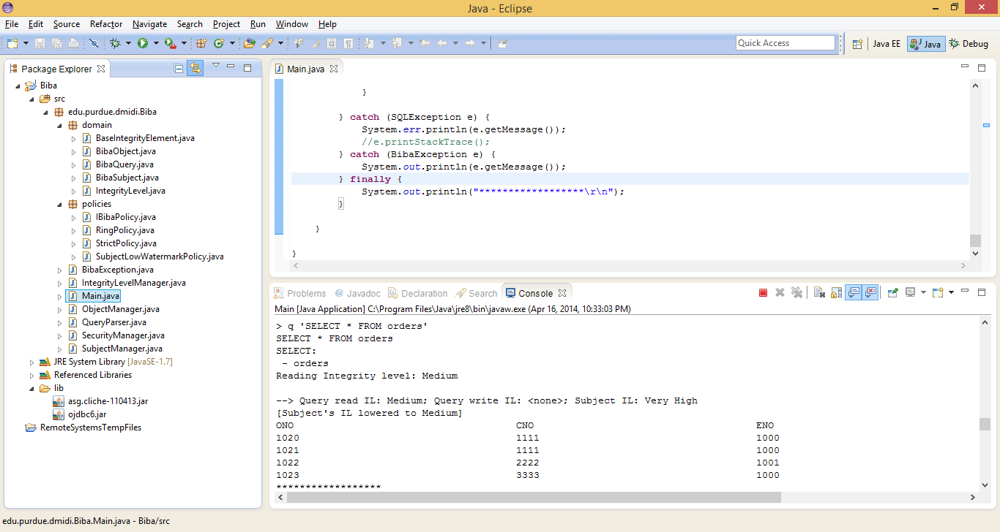 Java - Eclipse
File Edit Source Refactor Navigate Search Project Run Window Help
Quick Access
Java EE
Java
Debug
Package Explorer
Biba
src
edu.purdue.dmidi.Biba
domain
BaseIntegrityElement.java
BibaObject.java
BibaQuery.java
BibaSubject.java
IntegrityLevel.java
policies
IBibaPolicy.java
RingPolicy.java
StrictPolicy.java
SubjectLowWatermarkPolicy.java
BibaException.java
IntegrityLevelManager.java
Main.java
ObjectManager.java
QueryParser.java
SecurityManager.java
SubjectManager.java
JRE System Library [JavaSE-1.7]
Referenced Libraries
lib
asg.cliche-110413.jar
ojdbc6.jar
RemoteSystemsTempFiles
Main.java
}
} catch (SQLException e) {
System.err.println(e.getMessage());
//e.printStackTrace();
} catch (BibaException e) {
System.out.println(e.getMessage());
} finally {
System.out.println("******************\r\n");
}
}
}
Problems @ Javadoc Declaration Search Console
Main [Java Application] C:\Program Files\Java\jre8\bin\javaw.exe (Apr 16, 2014, 10:33:03 PM)
> q 'SELECT * FROM orders'
SELECT * FROM orders
SELECT:
- orders
Reading Integrity level: Medium
--> Query read IL: Medium; Query write IL: <none>; Subject IL: Very High
[Subject's IL lowered to Medium]
ONO CNO ENO
1020 1111 1000
1021 1111 1000
1022 2222 1001
1023 3333 1000
******************
edu.purdue.dmidi.Biba.Main.java - Biba/src